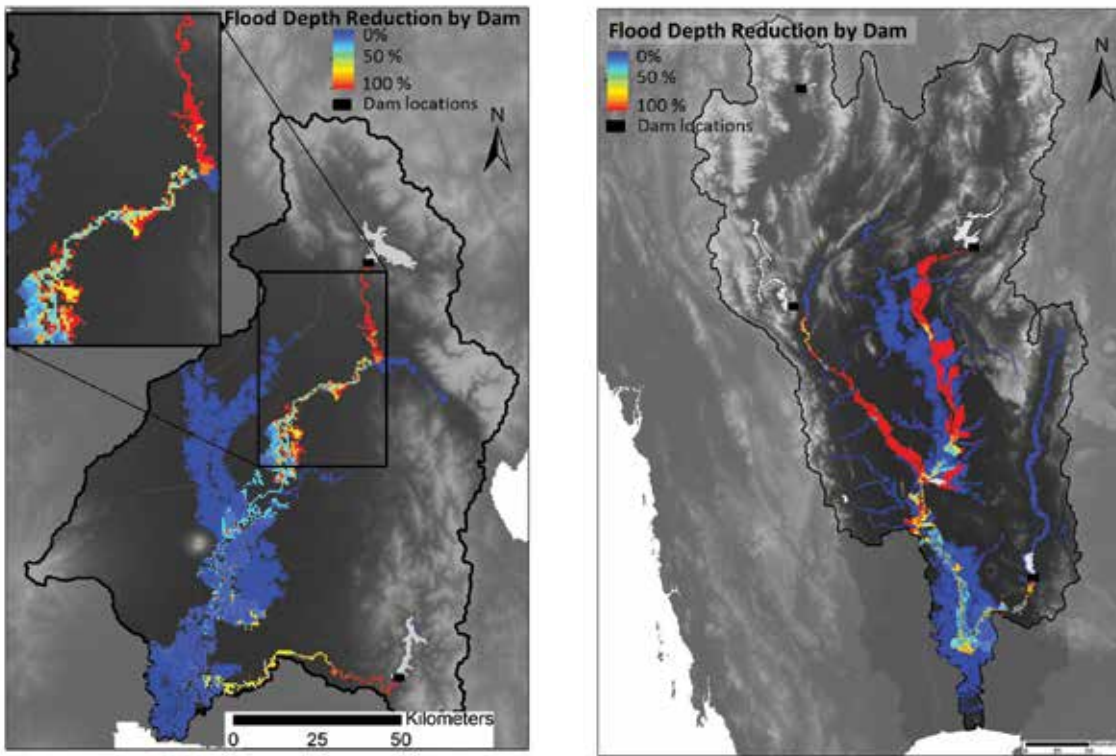 Flood Depth Reduction by Dam
0%
50 %
100 %
Dam locations
N
Kilometers
0 25 50
Flood Depth Reduction by Dam
0%
50 %
100 %
Dam locations
N